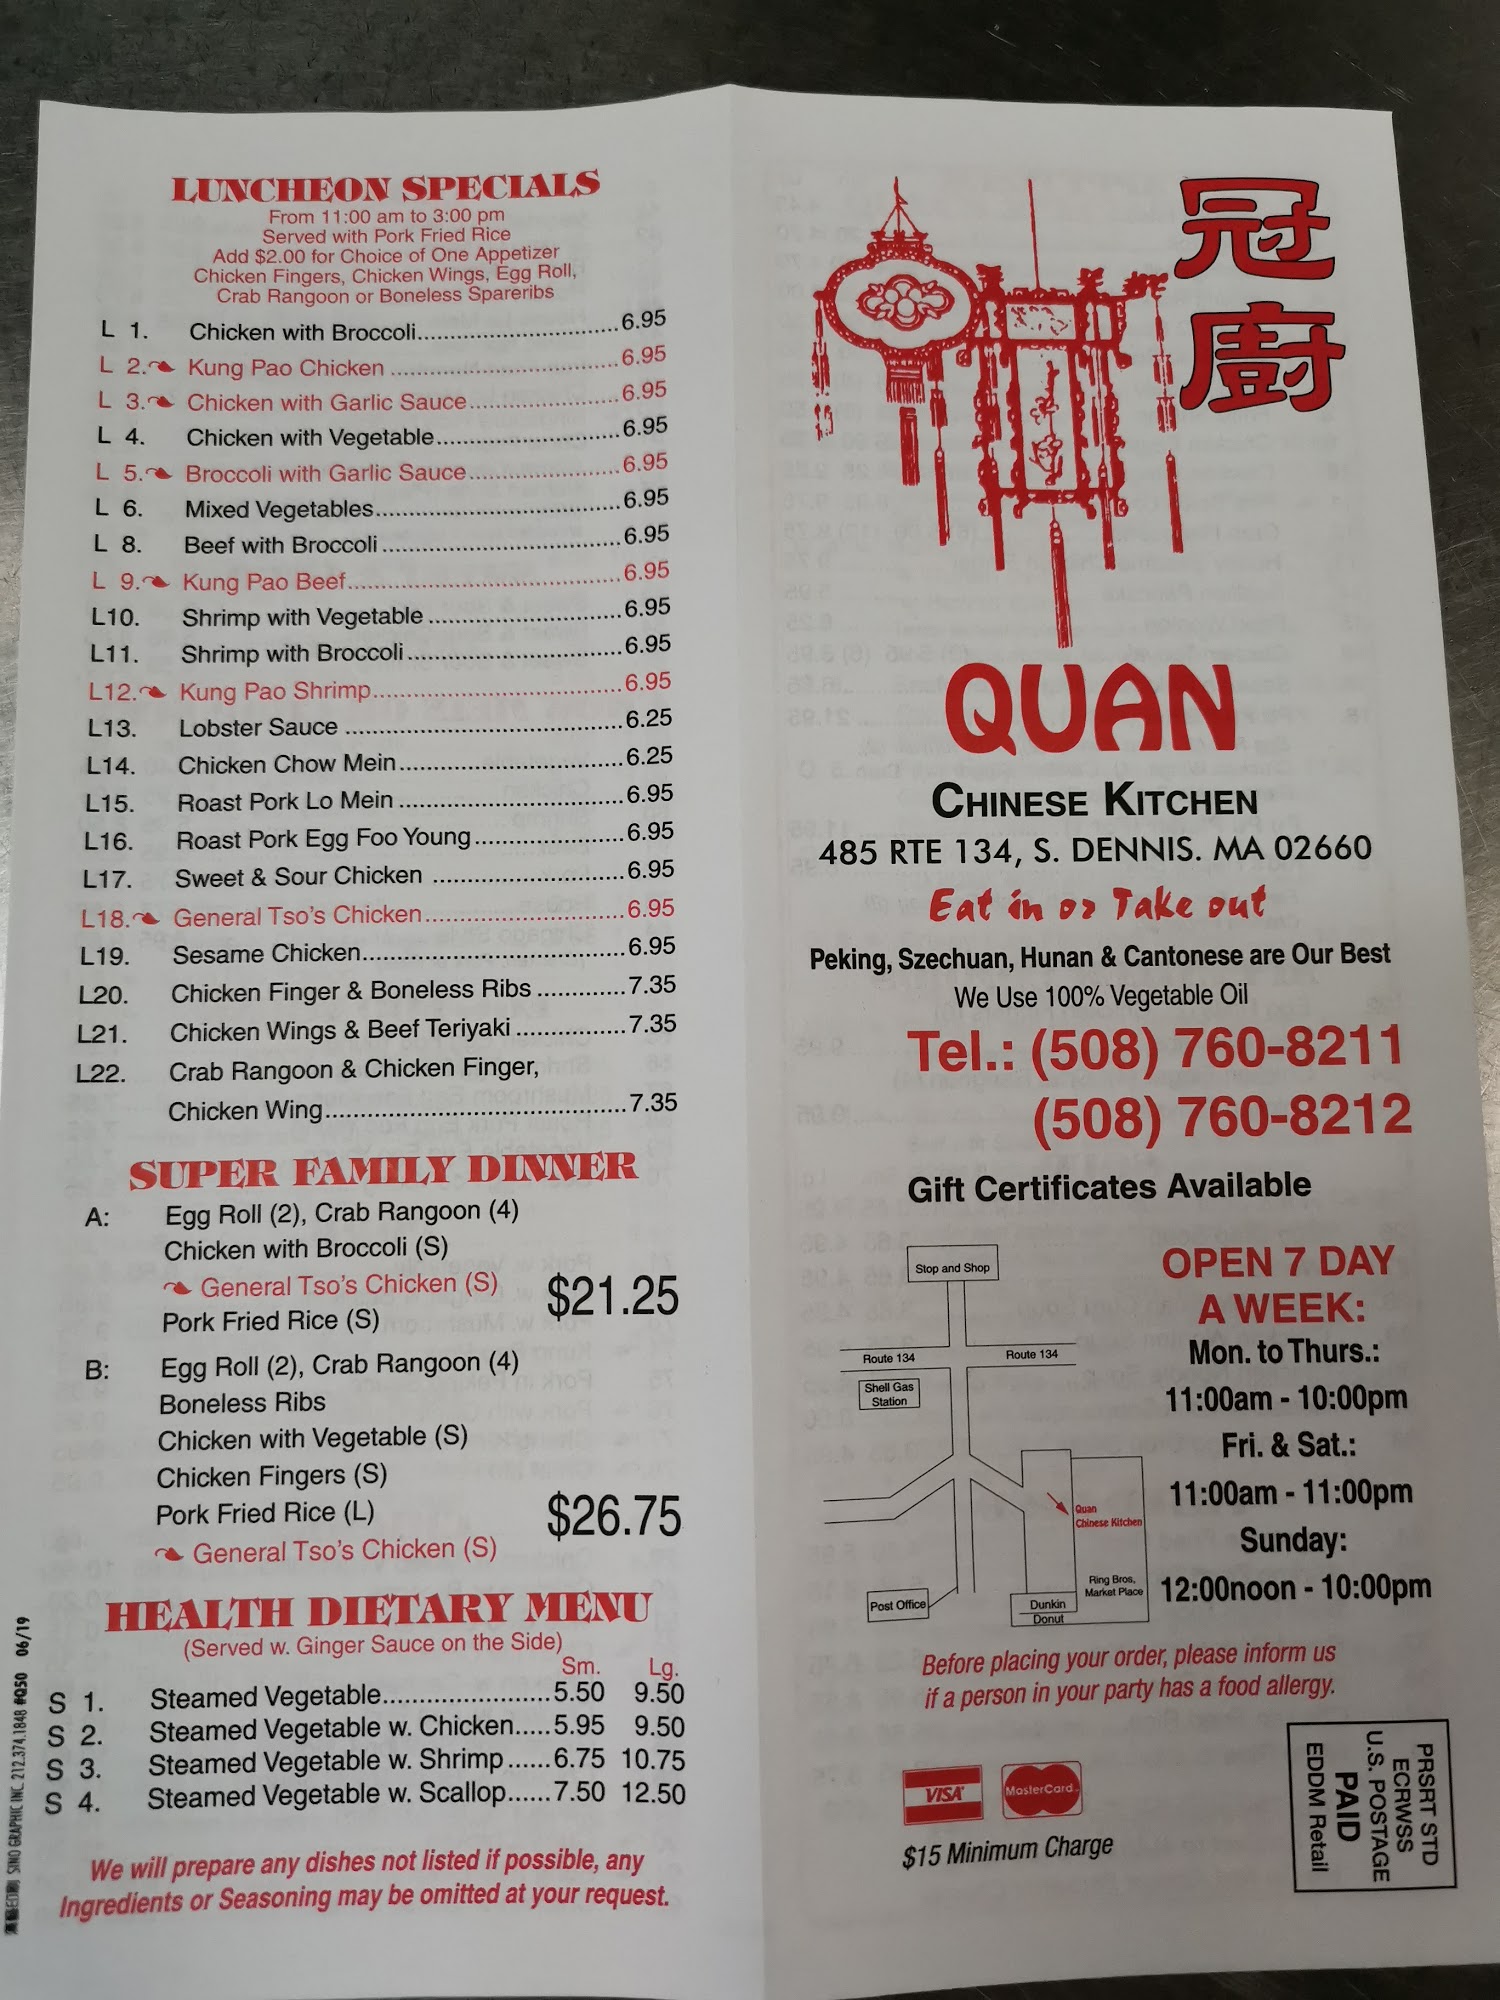 LUNCHEON SPECIALS
From 11:00 am to 3:00 pm
Served with Pork Fried Rice
Add $2.00 for Choice of One Appetizer
Chicken Fingers, Chicken Wings, Egg Roll,
Crab Rangoon or Boneless Spareribs
L 1. Chicken with Broccoli 6.95
L 2. Kung Pao Chicken 6.95
L 3. Chicken with Garlic Sauce 6.95
L 4. Chicken with Vegetable 6.95
L 5. Broccoli with Garlic Sauce 6.95
L 6. Mixed Vegetables 6.95
L 8. Beef with Broccoli 6.95
L 9. Kung Pao Beef 6.95
L10. Shrimp with Vegetable 6.95
L11. Shrimp with Broccoli 6.95
L12. Kung Pao Shrimp 6.95
L13. Lobster Sauce 6.25
L14. Chicken Chow Mein 6.25
L15. Roast Pork Lo Mein 6.95
L16. Roast Pork Egg Foo Young 6.95
L17. Sweet & Sour Chicken 6.95
L18. General Tso's Chicken 6.95
L19. Sesame Chicken 6.95
L20. Chicken Finger & Boneless Ribs 7.35
L21. Chicken Wings & Beef Teriyaki 7.35
L22. Crab Rangoon & Chicken Finger,
Chicken Wing 7.35
SUPER FAMILY DINNER
A: Egg Roll (2), Crab Rangoon (4)
Chicken with Broccoli (S)
General Tso's Chicken (S) $21.25
Pork Fried Rice (S)
B: Egg Roll (2), Crab Rangoon (4)
Boneless Ribs
Chicken with Vegetable (S)
Chicken Fingers (S)
Pork Fried Rice (L) $26.75
General Tso's Chicken (S)
HEALTH DIETARY MENU
(Served w. Ginger Sauce on the Side)
Sm. Lg.
S 1. Steamed Vegetable 5.50 9.50
S 2. Steamed Vegetable w. Chicken 5.95 9.50
S 3. Steamed Vegetable w. Shrimp 6.75 10.75
S 4. Steamed Vegetable w. Scallop 7.50 12.50
We will prepare any dishes not listed if possible, any
Ingredients or Seasoning may be omitted at your request.
SINO GRAPHIC INC. 212.374.1848 #Q50 06/19
冠
廚
QUAN
CHINESE KITCHEN
485 RTE 134, S. DENNIS. MA 02660
Eat in or Take out
Peking, Szechuan, Hunan & Cantonese are Our Best
We Use 100% Vegetable Oil
Tel.: (508) 760-8211
(508) 760-8212
Gift Certificates Available
Stop and Shop
Route 134 Route 134
Shell Gas
Station
Quan
Chinese Kitchen
Ring Bros,
Market Place
Post Office
Dunkin
Donut
OPEN 7 DAY
A WEEK:
Mon. to Thurs.:
11:00am - 10:00pm
Fri. & Sat.:
11:00am - 11:00pm
Sunday:
12:00noon - 10:00pm
Before placing your order, please inform us
if a person in your party has a food allergy.
VISA MasterCard
$15 Minimum Charge
PRSRT STD
ECRWSS
U.S. POSTAGE
PAID
EDDM Retail